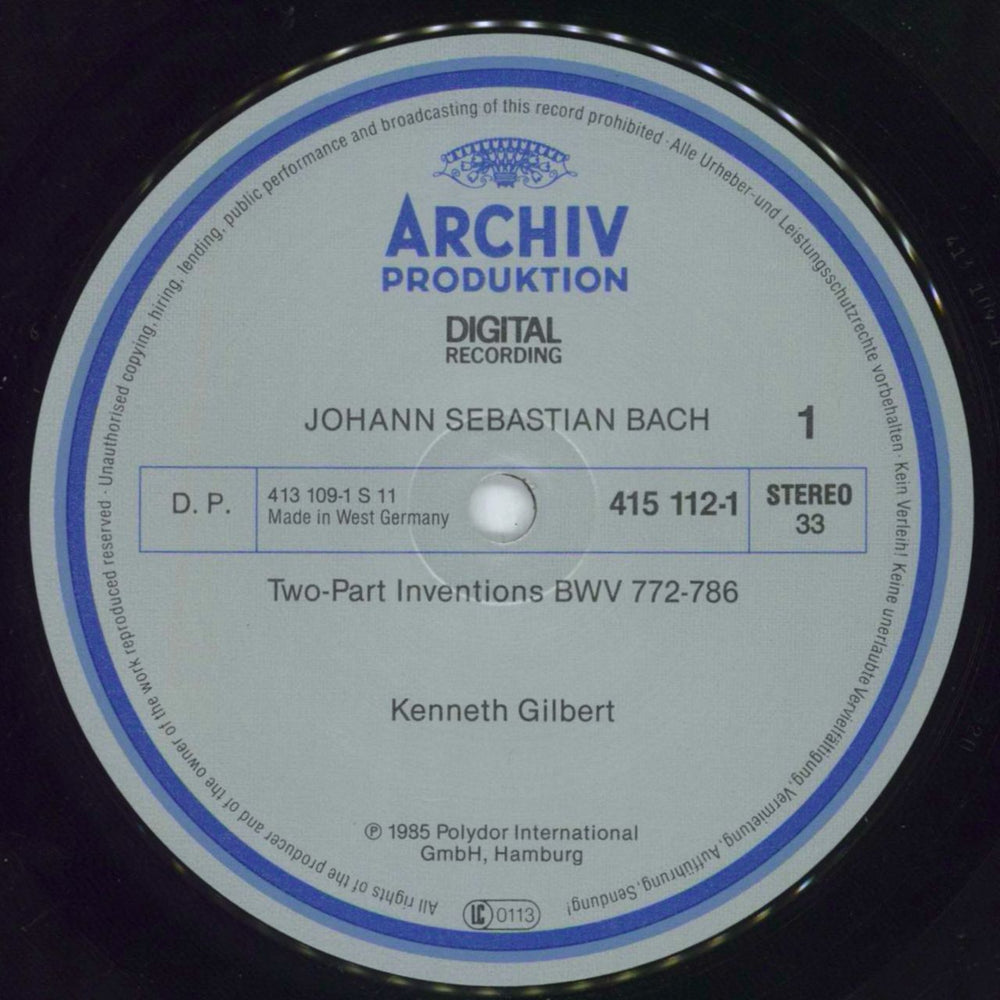 All rights of the producer and of the owner of the work reproduced reserved · Unauthorised copying, hiring, lending, public performance and broadcasting of this record prohibited · Alle Urheber-und Leistungsschutzrechte vorbehalten · Kein Verleih! Keine unerlaubte Vervielfältigung, Vermietung, Aufführung, Sendung!
ARCHIV
PRODUKTION
DIGITAL
RECORDING
JOHANN SEBASTIAN BACH 1
D. P.
413 109-1 S 11
Made in West Germany
415 112-1
STEREO
33
Two-Part Inventions BWV 772-786
Kenneth Gilbert
℗ 1985 Polydor International
GmbH, Hamburg
LC 0113